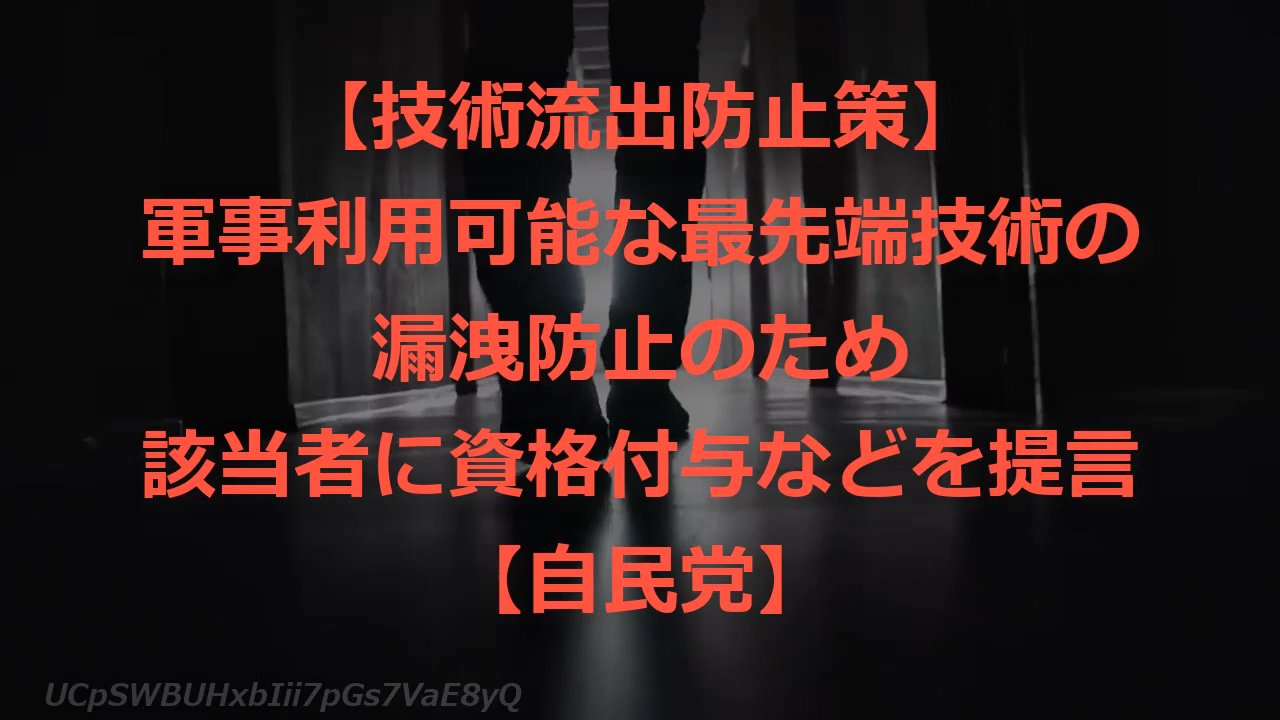 【技術流出防止策】
軍事利用可能な最先端技術の
漏洩防止のため
該当者に資格付与などを提言
【自民党】
UCpSWBUHxbIii7pGs7VaE8yQ